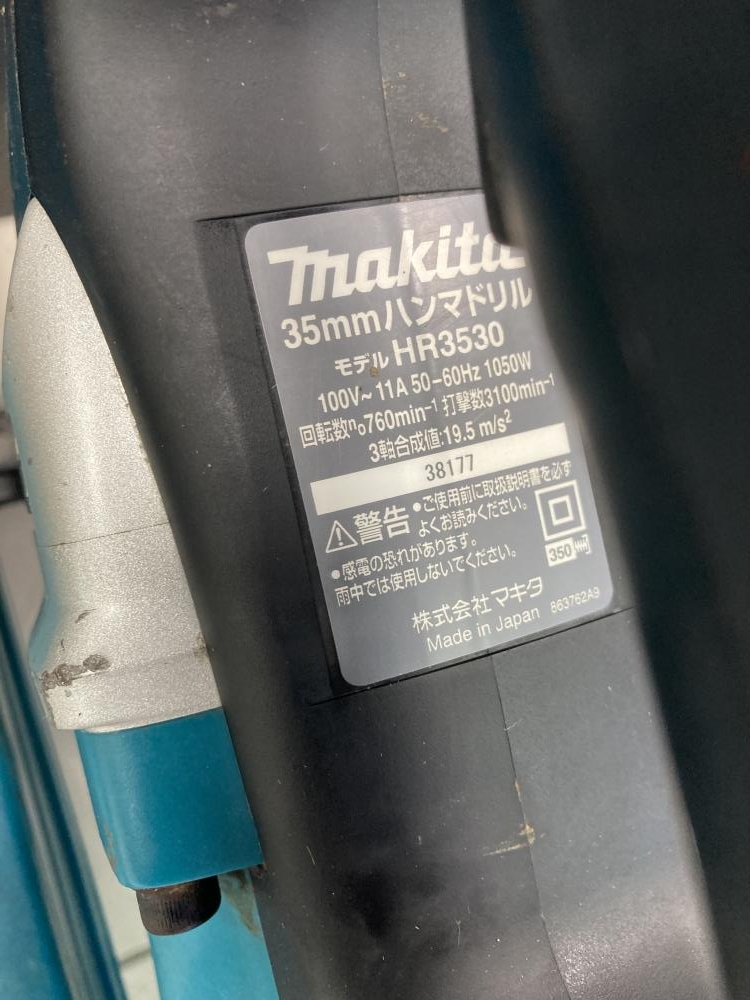 makita
35mmハンマドリル
モデル HR3530
100V~ 11A 50-60Hz 1050W
回転数n₀760min⁻¹ 打撃数3100min⁻¹
3軸合成値:19.5 m/s²
38177
警告 •ご使用前に取扱説明書を必ず
よくお読みください。
•感電の恐れがあります。
雨中では使用しないでください。
350
株式会社マキタ
Made in Japan 863762A9